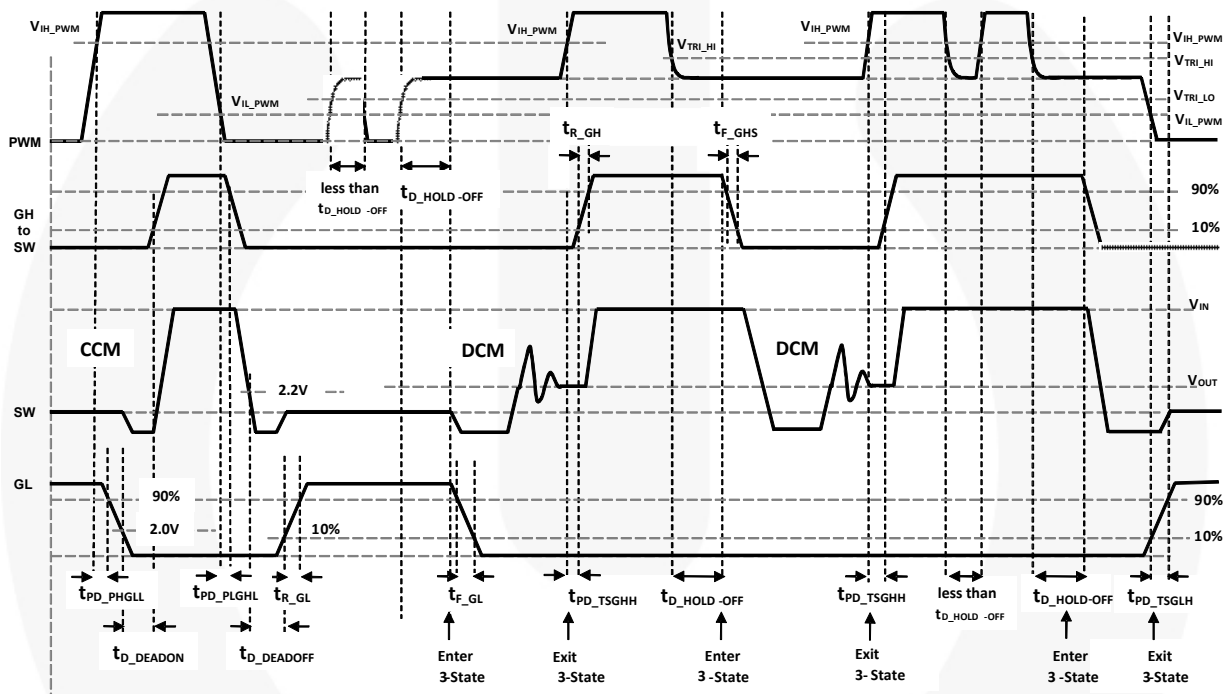 VIH_PWM
VIH_PWM
VIH_PWM
VIH_PWM
VTRI_HI
VTRI_HI
VIL_PWM
VTRI_LO
VIL_PWM
PWM
tR_GH
tF_GHS
less than
tD_HOLD -OFF
tD_HOLD -OFF
90%
GH
to
SW
10%
VIN
CCM
DCM
DCM
2.2V
VOUT
SW
GL
90%
90%
2.0V
10%
10%
tPD_PHGLL
tPD_PLGHL
tR_GL
tF_GL
tPD_TSGHH
tD_HOLD -OFF
tPD_TSGHH
less than
tD_HOLD -OFF
tD_HOLD-OFF
tPD_TSGLH
tD_DEADON
tD_DEADOFF
Enter
3-State
Exit
3-State
Enter
3 -State
Exit
3- State
Enter
3 -State
Exit
3-State